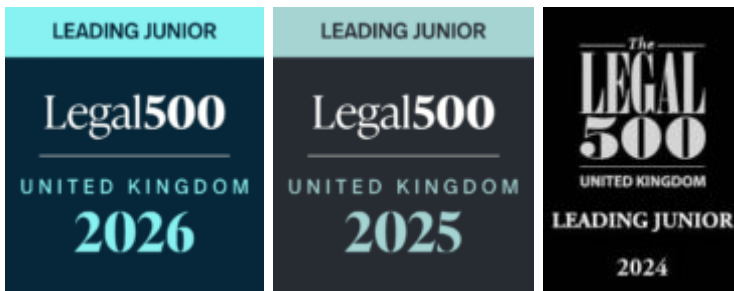 LEADING JUNIOR
Legal500
UNITED KINGDOM
2026
LEADING JUNIOR
Legal500
UNITED KINGDOM
2025
The
LEGAL
500
UNITED KINGDOM
LEADING JUNIOR
2024